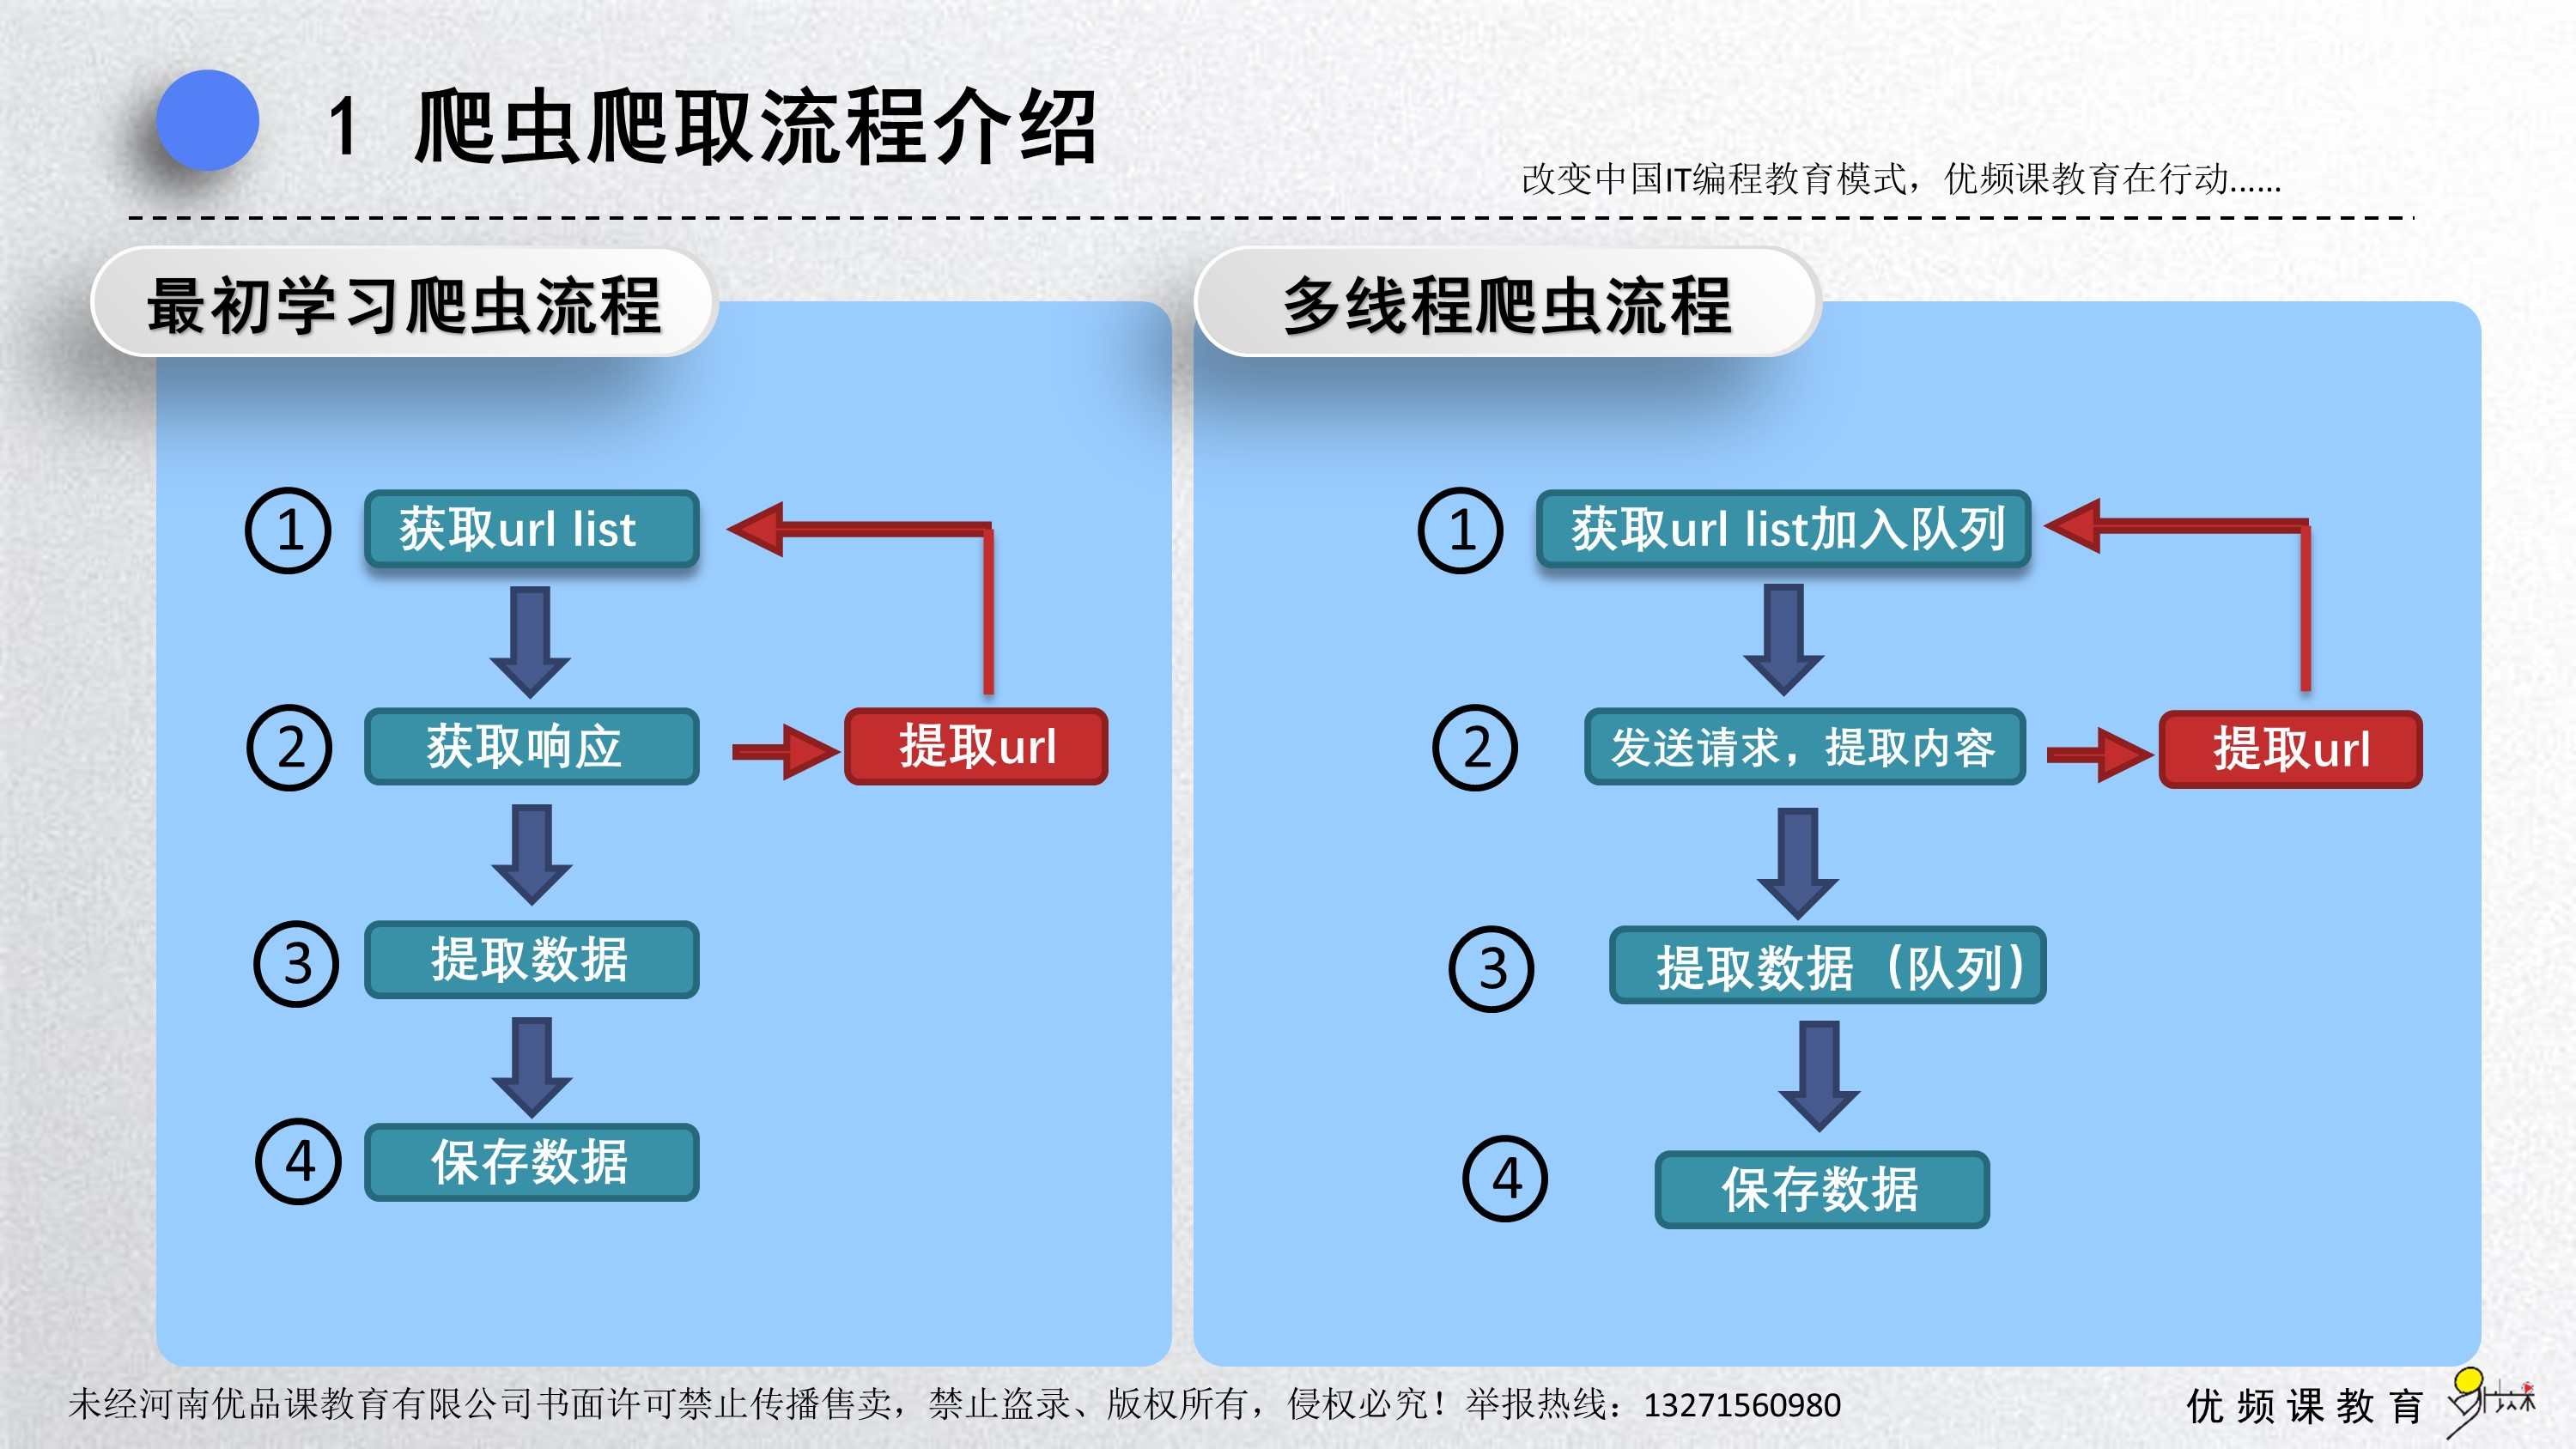 1 爬虫爬取流程介绍
改变中国IT编程教育模式，优频课教育在行动......
最初学习爬虫流程
1 获取url list
2 获取响应
提取url
3 提取数据
4 保存数据
多线程爬虫流程
1 获取url list加入队列
2 发送请求，提取内容
提取url
3 提取数据（队列）
4 保存数据
未经河南优品课教育有限公司书面许可禁止传播售卖，禁止盗录、版权所有，侵权必究！举报热线：13271560980
优频课教育